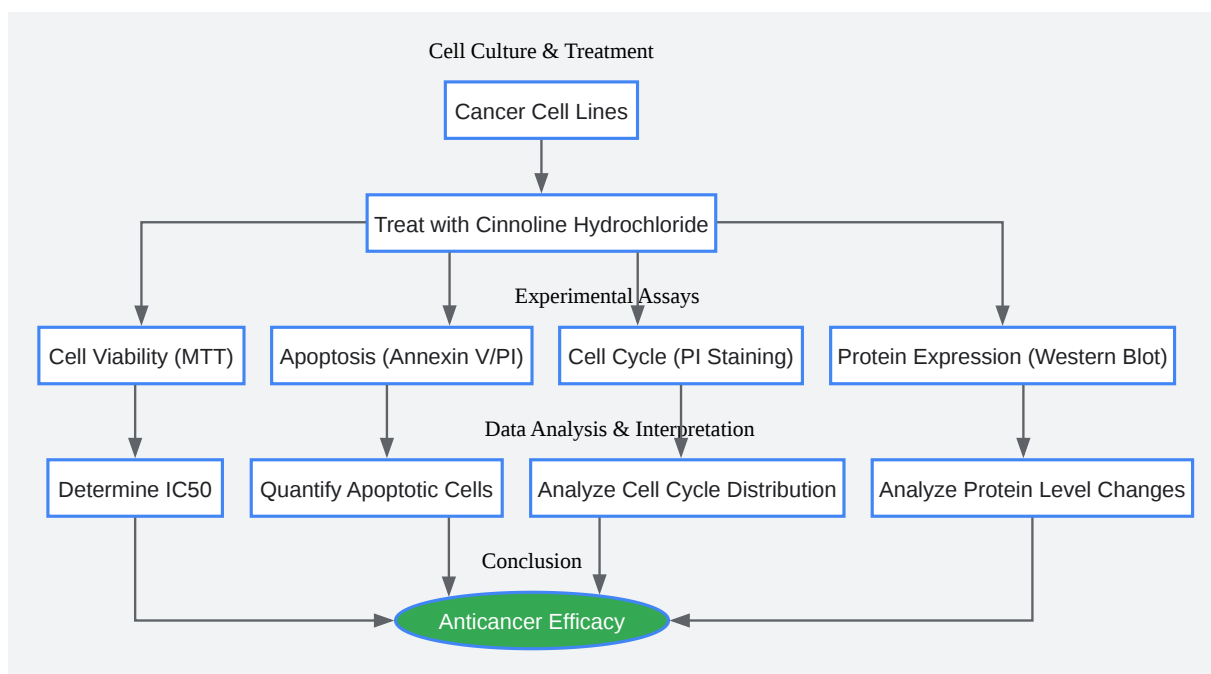 Cell Culture & Treatment
Cancer Cell Lines
Treat with Cinnoline Hydrochloride
Experimental Assays
Cell Viability (MTT)
Apoptosis (Annexin V/PI)
Cell Cycle (PI Staining)
Protein Expression (Western Blot)
Data Analysis & Interpretation
Determine IC50
Quantify Apoptotic Cells
Analyze Cell Cycle Distribution
Analyze Protein Level Changes
Conclusion
Anticancer Efficacy